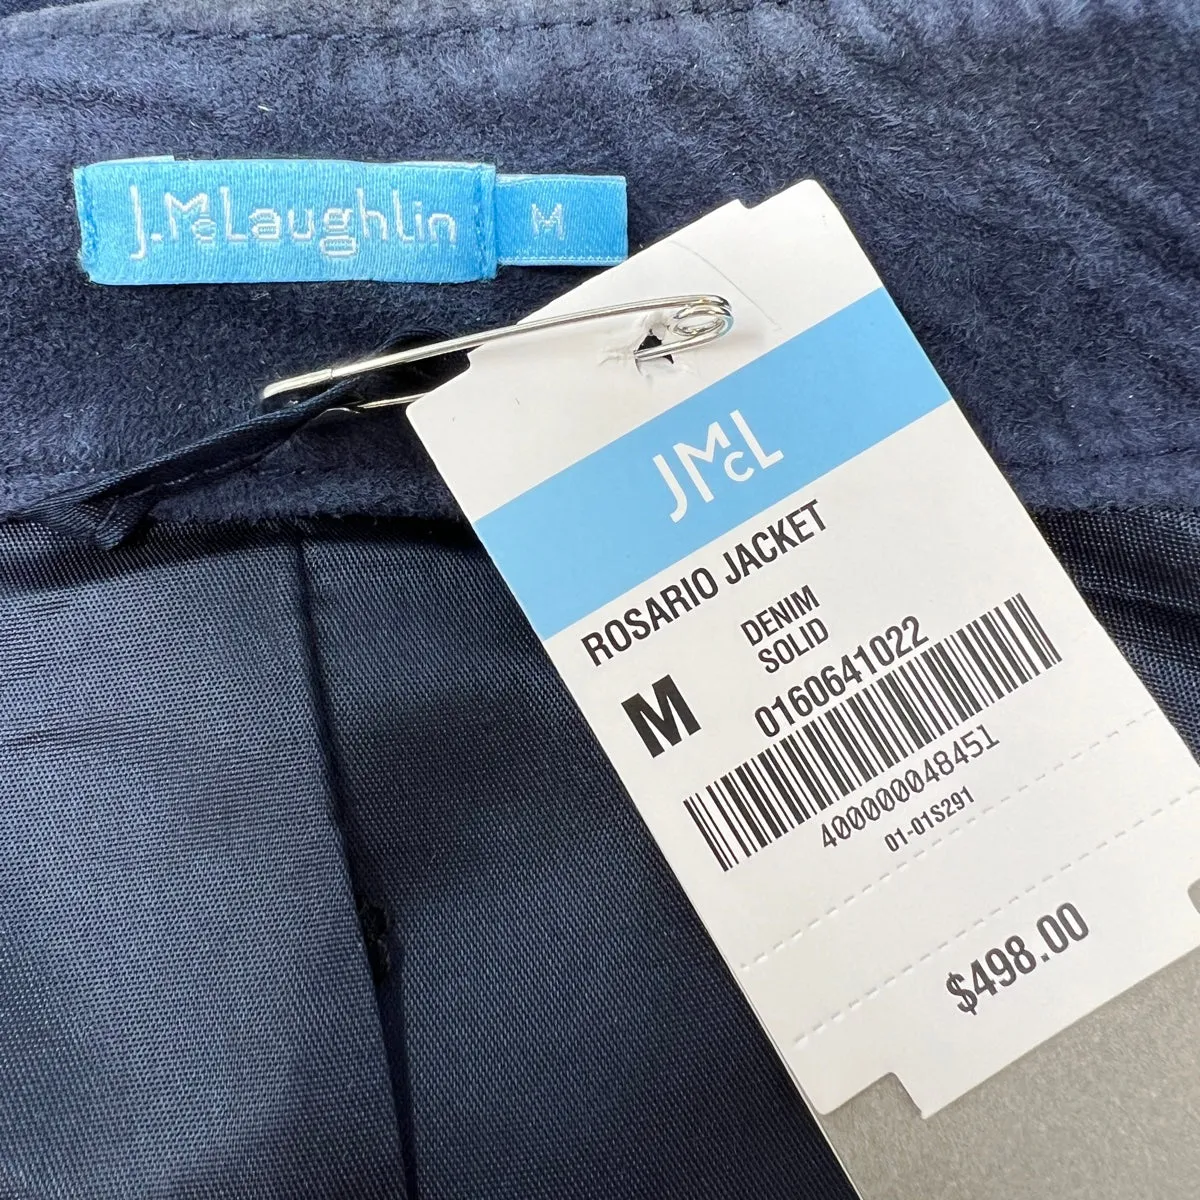 J.McLaughlin
M
JMcL
ROSARIO JACKET
DENIM
SOLID
M
0160641022
400000048451
01-01S291
$498.00